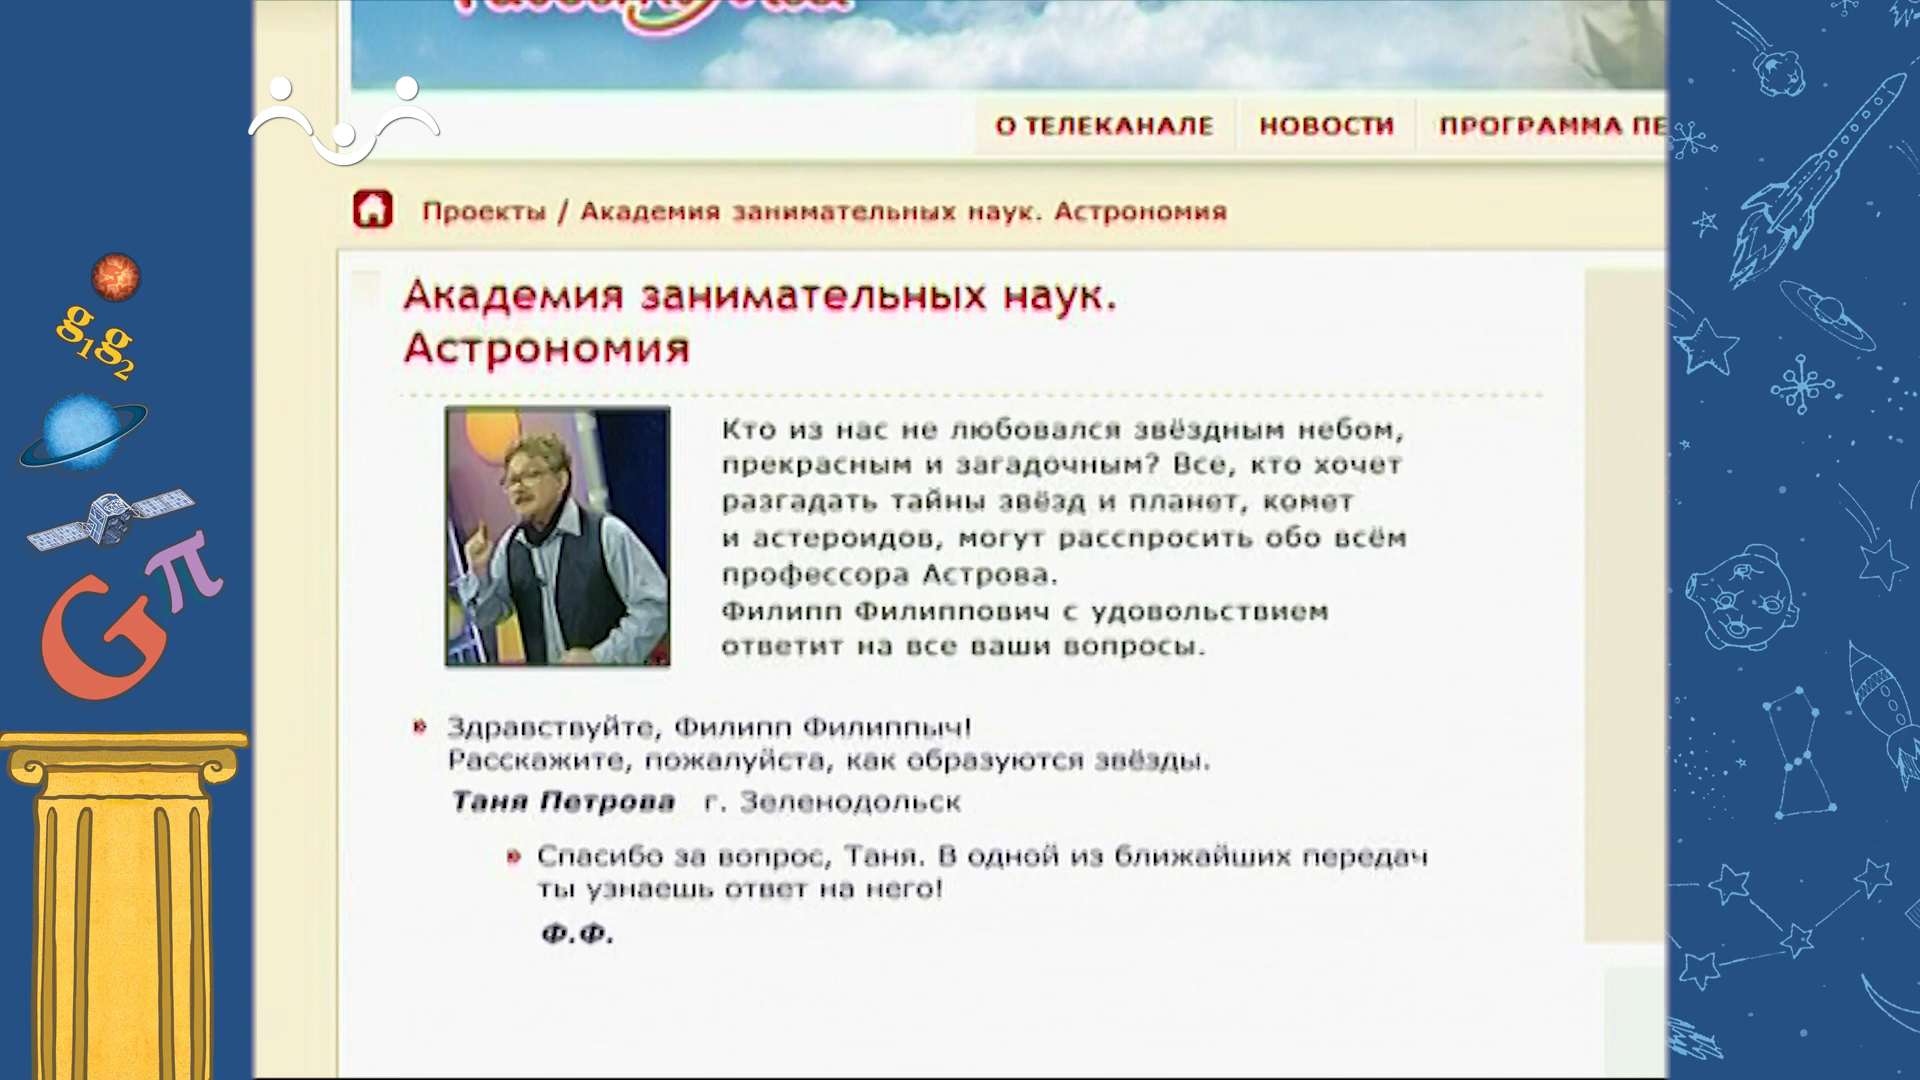 О ТЕЛЕКАНАЛЕ НОВОСТИ ПРОГРАММА ПЕ
Проекты / Академия занимательных наук. Астрономия
Академия занимательных наук.
Астрономия
Кто из нас не любовался звёздным небом,
прекрасным и загадочным? Все, кто хочет
разгадать тайны звёзд и планет, комет
и астероидов, могут расспросить обо всём
профессора Астрова.
Филипп Филиппович с удовольствием
ответит на все ваши вопросы.
» Здравствуйте, Филипп Филиппыч!
Расскажите, пожалуйста, как образуются звёзды.
Таня Петрова г. Зеленодольск
» Спасибо за вопрос, Таня. В одной из ближайших передач
ты узнаешь ответ на него!
Ф.Ф.
g1g2
G π